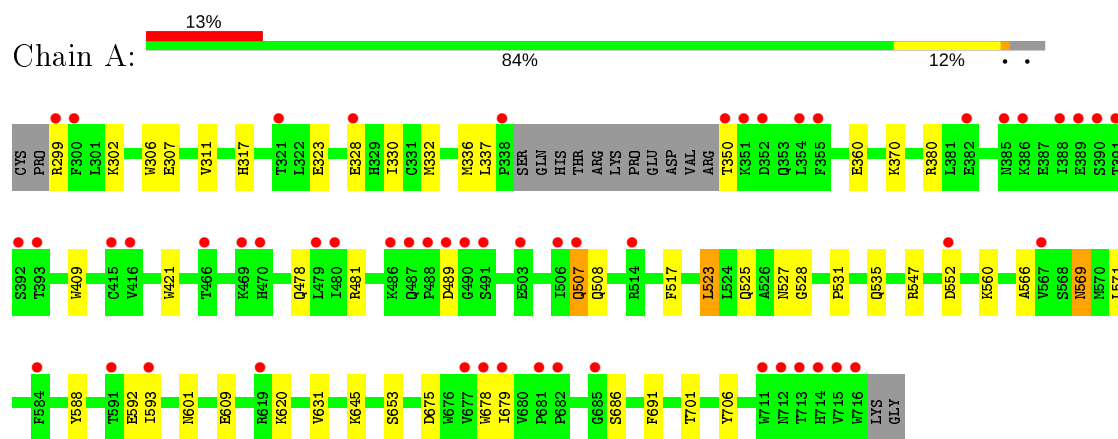 13%
Chain A:
84% 12% • •
CYS PRO R299 F300 L301 K302 W306 E307 V311 H317 T321 L322 E323 E328 H329 I330 C331 M332 M336 L337 P338 SER GLN HIS THR ARG LYS PRO GLU ASP VAL ARG T350 K351 D352 Q353 L354 F355 E360 K370 R380 L381 E382 N385 K386 E387 I388 E389 S390 T391
S392 T393 W409 C415 V416 W421 T466 K469 H470 Q478 L479 I480 R481 K486 Q487 P488 D489 G490 S491 E503 I506 Q507 Q508 R514 F517 L523 L524 Q525 A526 N527 G528 P531 Q535 R547 D552 K560 A566 V567 S568 N569 M570 L571
F584 Y588 T591 E592 I593 N601 E609 R619 K620 V631 K645 S653 D675 W676 V677 W678 I679 V680 P681 P682 G685 S686 F691 T701 Y706 W711 N712 T713 H714 V715 W716 LYS GLY